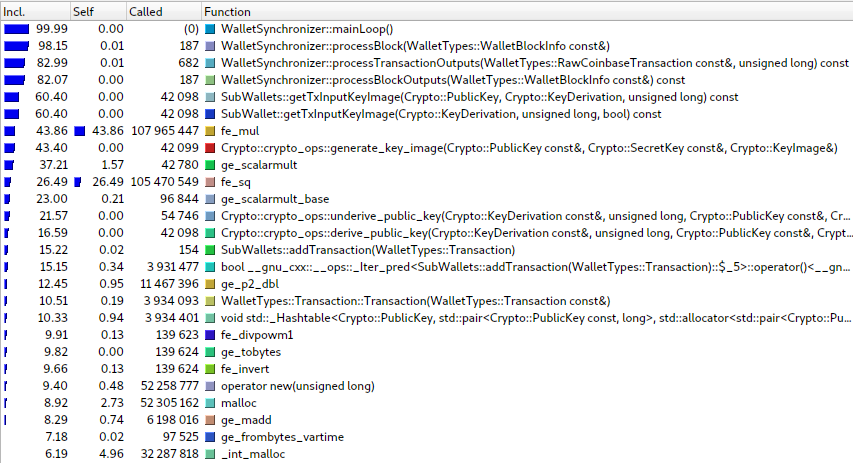 Incl. Self Called Function
99.99 0.00 (0) WalletSynchronizer::mainLoop()
98.15 0.01 187 WalletSynchronizer::processBlock(WalletTypes::WalletBlockInfo const&)
82.99 0.01 682 WalletSynchronizer::processTransactionOutputs(WalletTypes::RawCoinbaseTransaction const&, unsigned long) const
82.07 0.00 187 WalletSynchronizer::processBlockOutputs(WalletTypes::WalletBlockInfo const&) const
60.40 0.00 42 098 SubWallets::getTxInputKeyImage(Crypto::PublicKey, Crypto::KeyDerivation, unsigned long) const
60.40 0.00 42 098 SubWallet::getTxInputKeyImage(Crypto::KeyDerivation, unsigned long, bool) const
43.86 43.86 107 965 447 fe_mul
43.40 0.00 42 099 Crypto::crypto_ops::generate_key_image(Crypto::PublicKey const&, Crypto::SecretKey const&, Crypto::KeyImage&)
37.21 1.57 42 780 ge_scalarmult
26.49 26.49 105 470 549 fe_sq
23.00 0.21 96 844 ge_scalarmult_base
21.57 0.00 54 746 Crypto::crypto_ops::underive_public_key(Crypto::KeyDerivation const&, unsigned long, Crypto::PublicKey const&, Cr...
16.59 0.00 42 098 Crypto::crypto_ops::derive_public_key(Crypto::KeyDerivation const&, unsigned long, Crypto::PublicKey const&, Crypt...
15.22 0.02 154 SubWallets::addTransaction(WalletTypes::Transaction)
15.15 0.34 3 931 477 bool __gnu_cxx::__ops::_Iter_pred<SubWallets::addTransaction(WalletTypes::Transaction)::$_5>::operator()<__gn...
12.45 0.95 11 467 396 ge_p2_dbl
10.51 0.19 3 934 093 WalletTypes::Transaction::Transaction(WalletTypes::Transaction const&)
10.33 0.94 3 934 401 void std::_Hashtable<Crypto::PublicKey, std::pair<Crypto::PublicKey const, long>, std::allocator<std::pair<Crypto::Pu...
9.91 0.13 139 623 fe_divpowm1
9.82 0.00 139 624 ge_tobytes
9.66 0.13 139 624 fe_invert
9.40 0.48 52 258 777 operator new(unsigned long)
8.92 2.73 52 305 162 malloc
8.29 0.74 6 198 016 ge_madd
7.18 0.02 97 525 ge_frombytes_vartime
6.19 4.96 32 287 818 _int_malloc